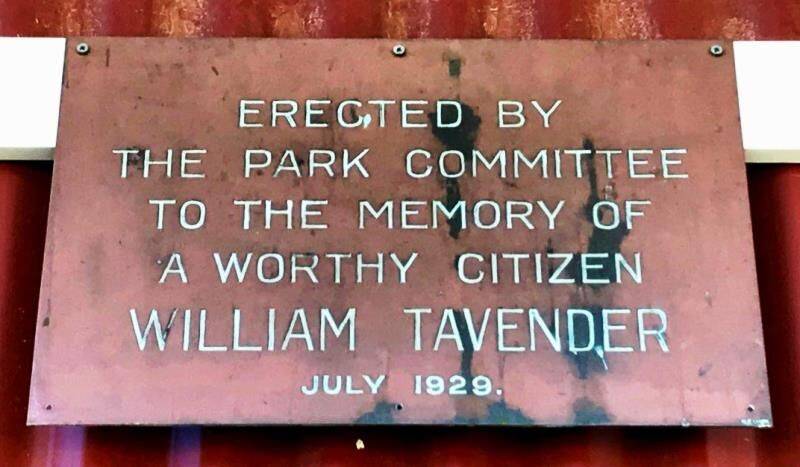 ERECTED BY
THE PARK COMMITTEE
TO THE MEMORY OF
A WORTHY CITIZEN
WILLIAM TAVENDER
JULY 1929.